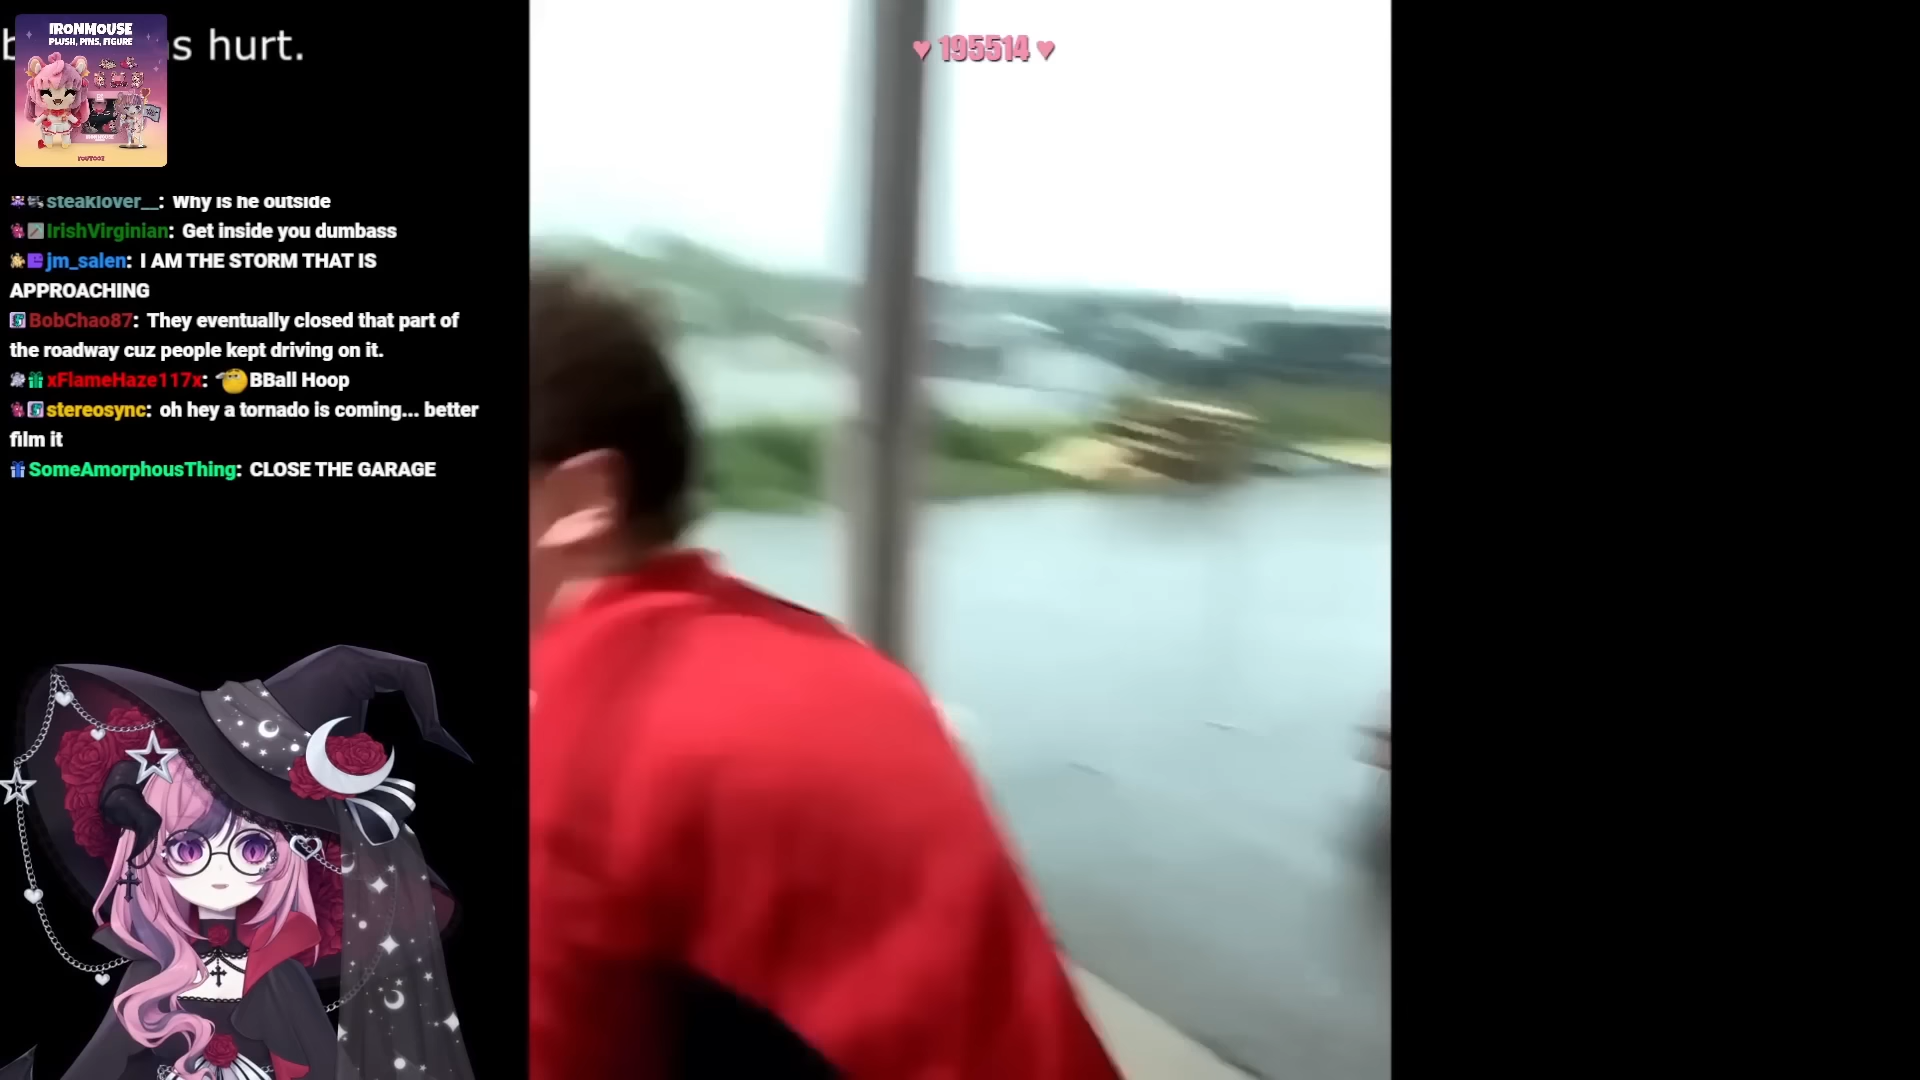 s hurt.
IRONMOUSE
PLUSH, PINS, FIGURE
YOUTOOZ
♥ 195514 ♥
steaklover__: Why is he outside
IrishVirginian: Get inside you dumbass
jm_salen: I AM THE STORM THAT IS
APPROACHING
BobChao87: They eventually closed that part of
the roadway cuz people kept driving on it.
xFlameHaze117x: BBall Hoop
stereosync: oh hey a tornado is coming... better
film it
SomeAmorphousThing: CLOSE THE GARAGE